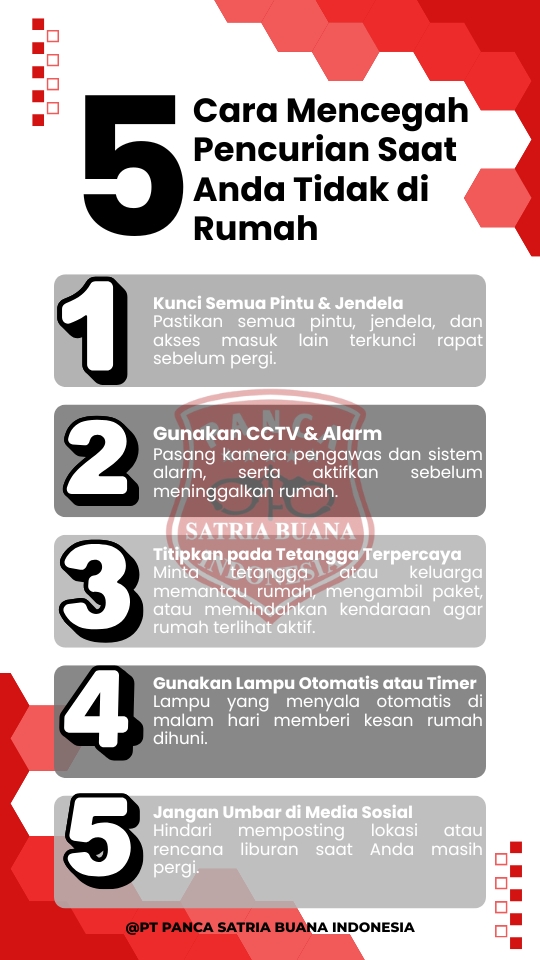 5
Cara Mencegah
Pencurian Saat
Anda Tidak di
Rumah
1
Kunci Semua Pintu & Jendela
Pastikan semua pintu, jendela, dan
akses masuk lain terkunci rapat
sebelum pergi.
2
Gunakan CCTV & Alarm
Pasang kamera pengawas dan sistem
alarm, serta aktifkan sebelum
meninggalkan rumah.
PANCA
SATRIA BUANA
INDONESIA
3
Titipkan pada Tetangga Terpercaya
Minta tetangga atau keluarga
memantau rumah, mengambil paket,
atau memindahkan kendaraan agar
rumah terlihat aktif.
4
Gunakan Lampu Otomatis atau Timer
Lampu yang menyala otomatis di
malam hari memberi kesan rumah
dihuni.
5
Jangan Umbar di Media Sosial
Hindari memposting lokasi atau
rencana liburan saat Anda masih
pergi.
@PT PANCA SATRIA BUANA INDONESIA